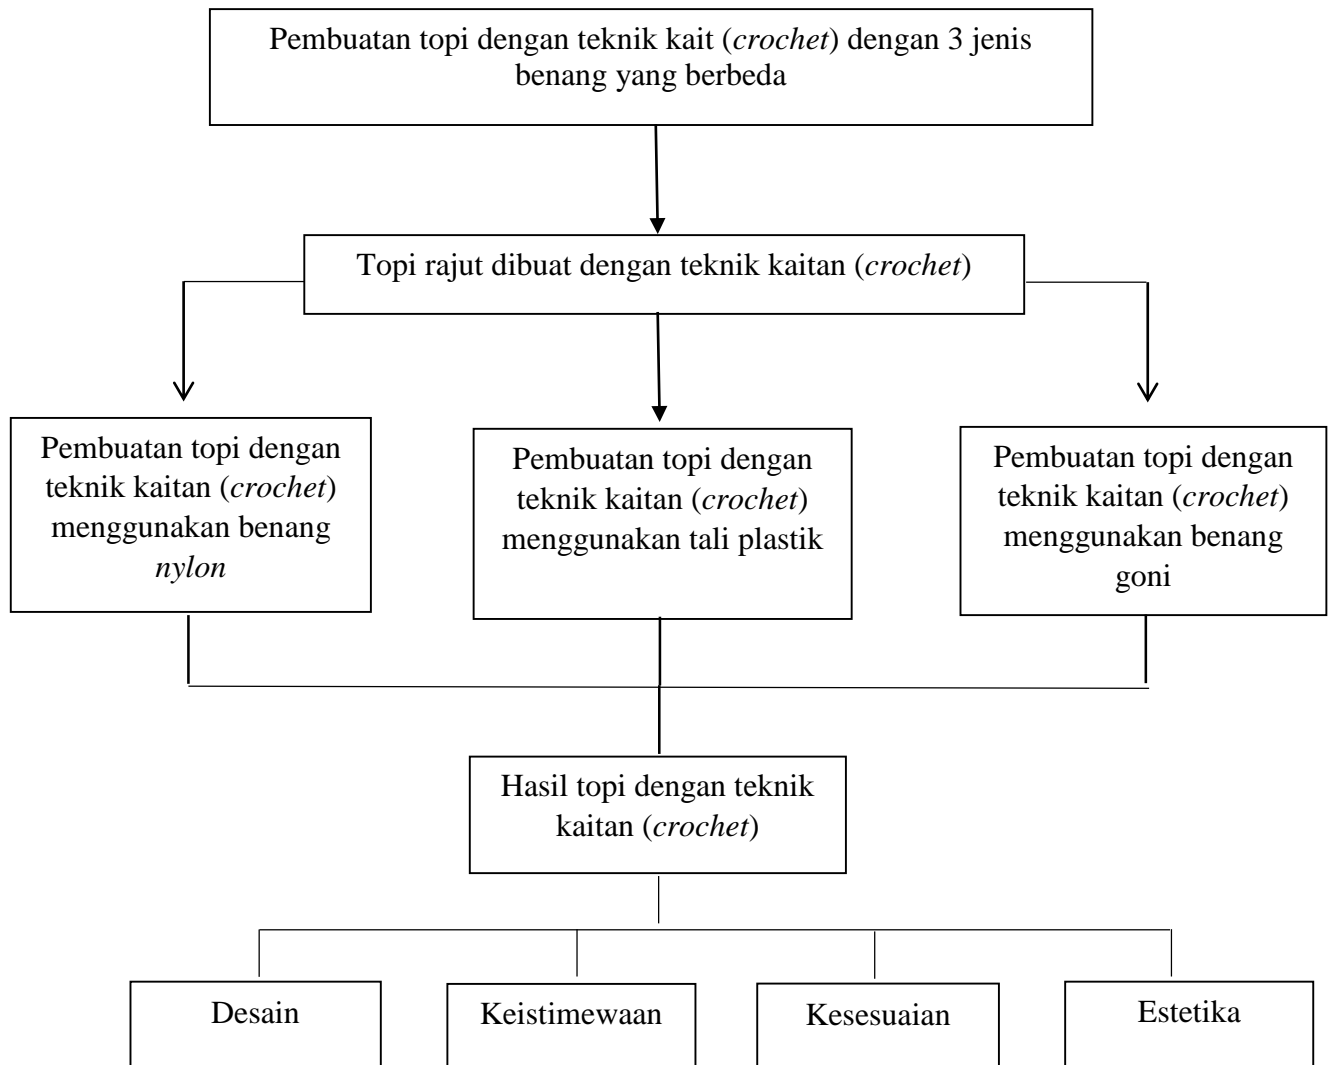 Pembuatan topi dengan teknik kait (crochet) dengan 3 jenis
benang yang berbeda
Topi rajut dibuat dengan teknik kaitan (crochet)
Pembuatan topi dengan
teknik kaitan (crochet)
menggunakan benang
nylon
Pembuatan topi dengan
teknik kaitan (crochet)
menggunakan tali plastik
Pembuatan topi dengan
teknik kaitan (crochet)
menggunakan benang
goni
Hasil topi dengan teknik
kaitan (crochet)
Desain
Keistimewaan
Kesesuaian
Estetika